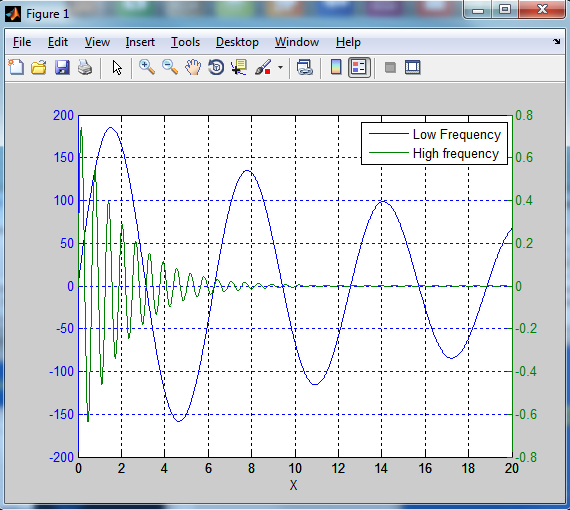 Figure 1
File Edit View Insert Tools Desktop Window Help
200 0.8
Low Frequency
150 0.6
High frequency
100 0.4
50 0.2
0 0
-50 -0.2
-100 -0.4
-150 -0.6
-200 -0.8
0 2 4 6 8 10 12 14 16 18 20
X